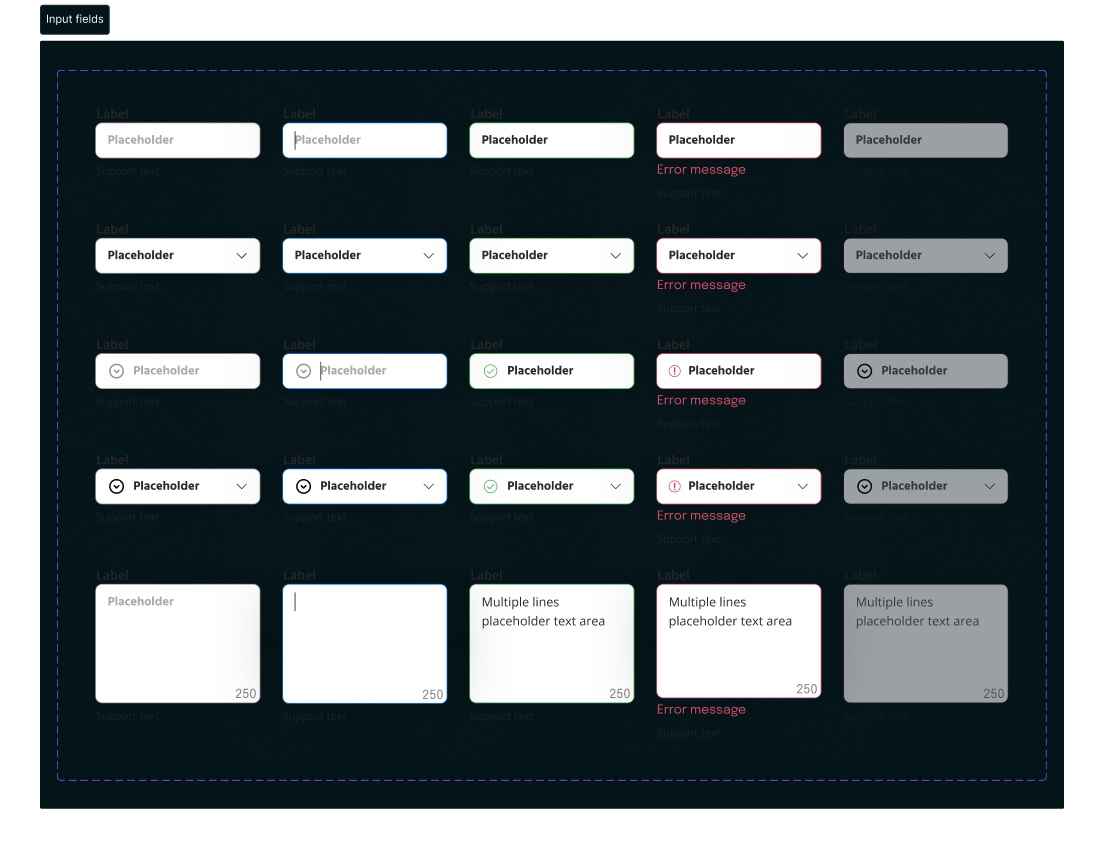 Input fields
Label Label Label Label Label
Placeholder Placeholder Placeholder Placeholder Placeholder
Support text Support text Support text Error message Support text
Support text
Label Label Label Label Label
Placeholder Placeholder Placeholder Placeholder Placeholder
Support text Support text Support text Error message Support text
Support text
Label Label Label Label Label
Placeholder Placeholder Placeholder Placeholder Placeholder
Support text Support text Support text Error message Support text
Support text
Label Label Label Label Label
Placeholder Placeholder Placeholder Placeholder Placeholder
Support text Support text Support text Error message Support text
Support text
Label Label Label Label Label
Placeholder Multiple lines Multiple lines Multiple lines
placeholder text area placeholder text area placeholder text area
250 250 250 250 250
Support text Support text Support text Error message Support text
Support text